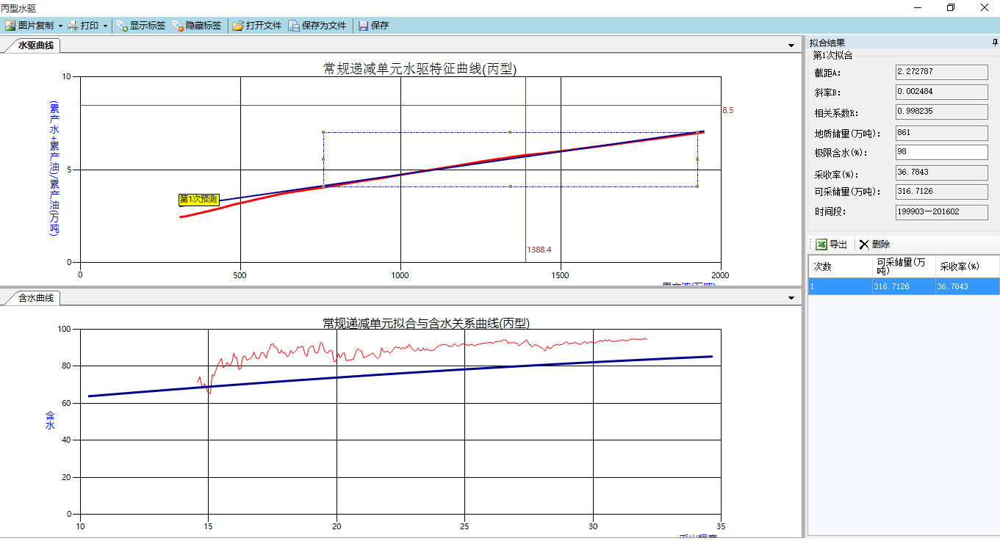 丙型水驱
图片复制 打印 显示标签 隐藏标签 打开文件 保存为文件 保存
水驱曲线
常规递减单元水驱特征曲线(丙型)
(累产水+累产油)/累产油(万吨)
10
5
0
8.5
第1次预测
1388.4
0 500 1000 1500 2000
含水曲线
常规递减单元拟合与含水关系曲线(丙型)
含水
100
80
60
40
20
0
10 15 20 25 30 35
采出程度
拟合结果
第1次拟合
截距A: 2.272787
斜率B: 0.002484
相关系数R: 0.998235
地质储量(万吨): 861
极限含水(%): 98
采收率(%): 36.7843
可采储量(万吨): 316.7126
时间段: 199903—201602
导出 删除
次数 可采储量(万吨) 采收率(%)
1 316.7126 36.7843